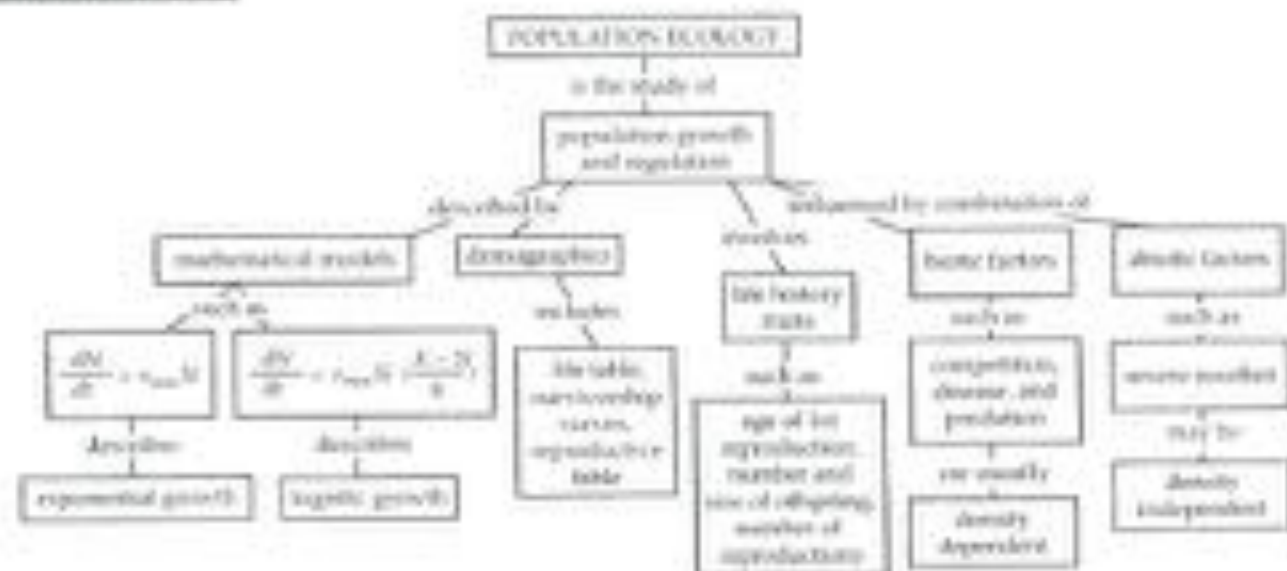 POPULATION ECOLOGY
is the study of
population growth
and regulation
described by
involves
influenced by combination of
mathematical models
demographics
life history
traits
biotic factors
abiotic factors
such as
includes
such as
such as
such as
dN/dt = rmax N
dN/dt = rmax N (K - N)/K
life table,
survivorship
curves,
reproductive
table
age of 1st
reproduction,
number and
size of offspring,
number of
reproductions
competition,
disease, and
predation
severe weather
describes
describes
are usually
may be
exponential growth
logistic growth
density
dependent
density
independent